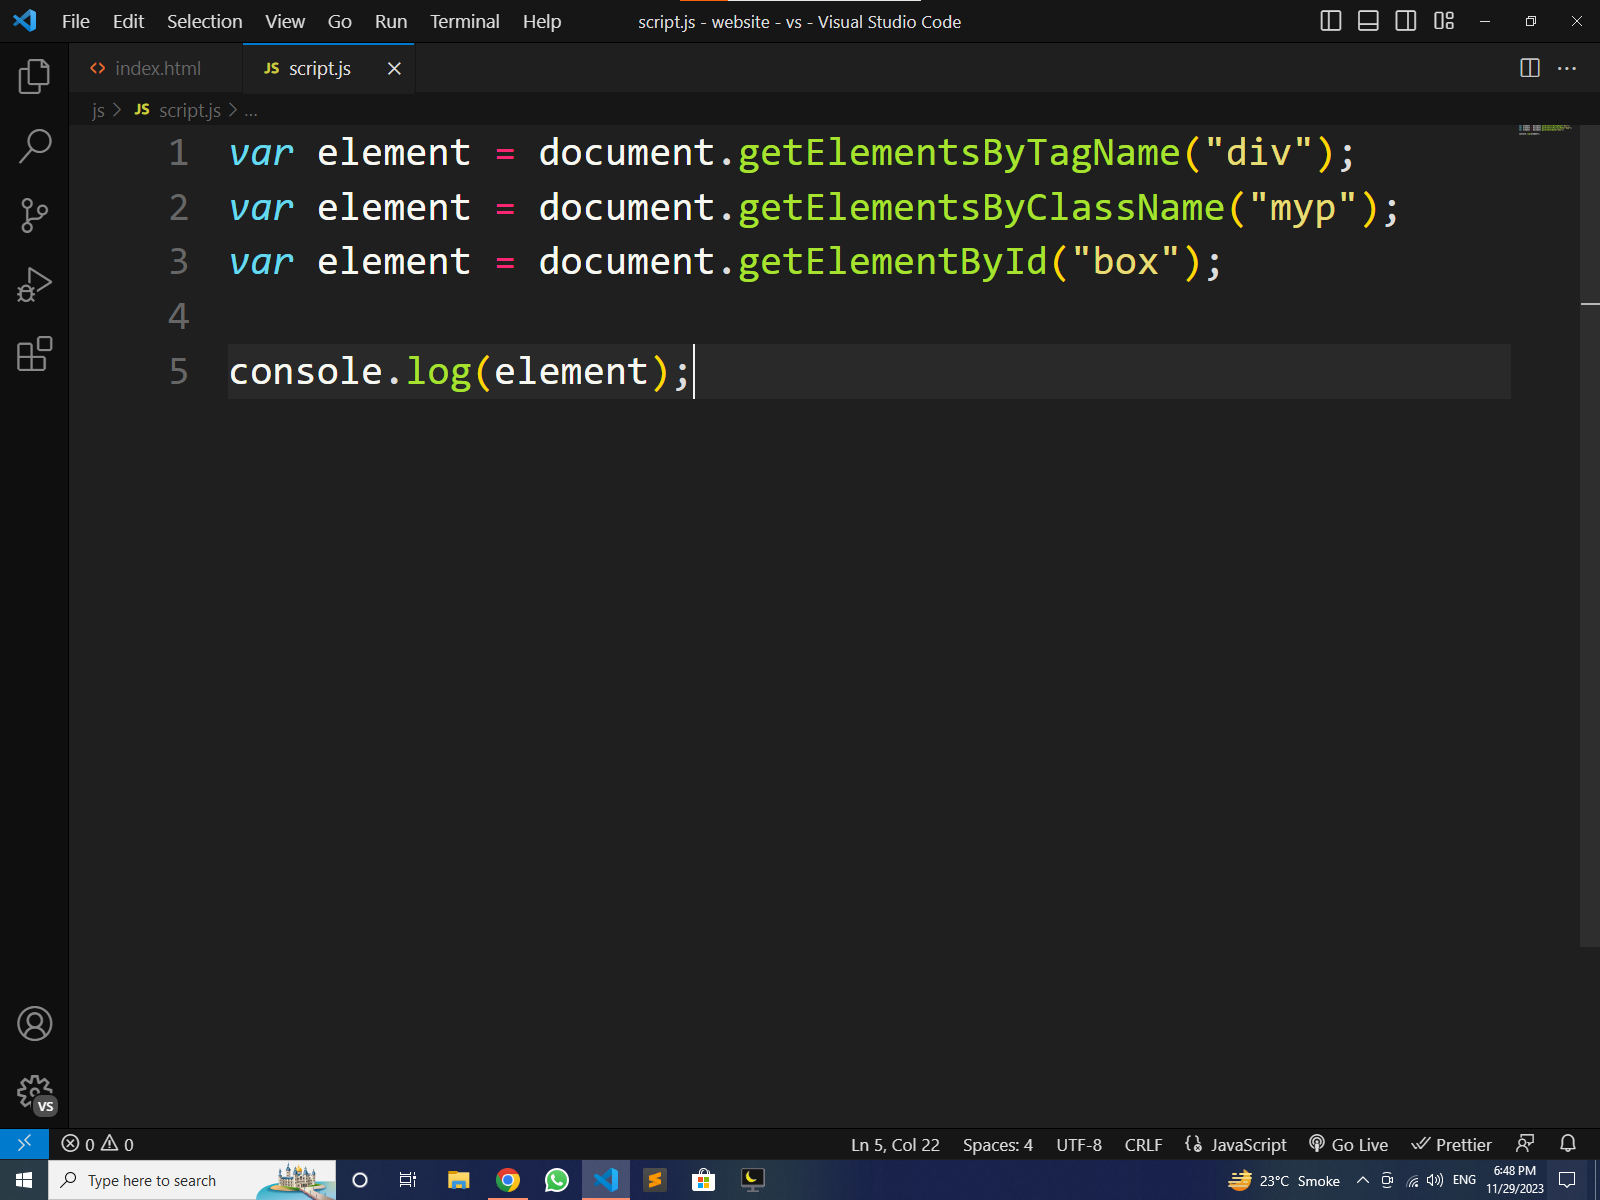 File Edit Selection View Go Run Terminal Help script.js - website - vs - Visual Studio Code
index.html JS script.js
js > JS script.js > ...
1 var element = document.getElementsByTagName("div");
2 var element = document.getElementsByClassName("myp");
3 var element = document.getElementById("box");
4
5 console.log(element);
VS
0 0 Ln 5, Col 22 Spaces: 4 UTF-8 CRLF JavaScript Go Live Prettier
Type here to search 23°C Smoke ENG 6:48 PM
11/29/2023